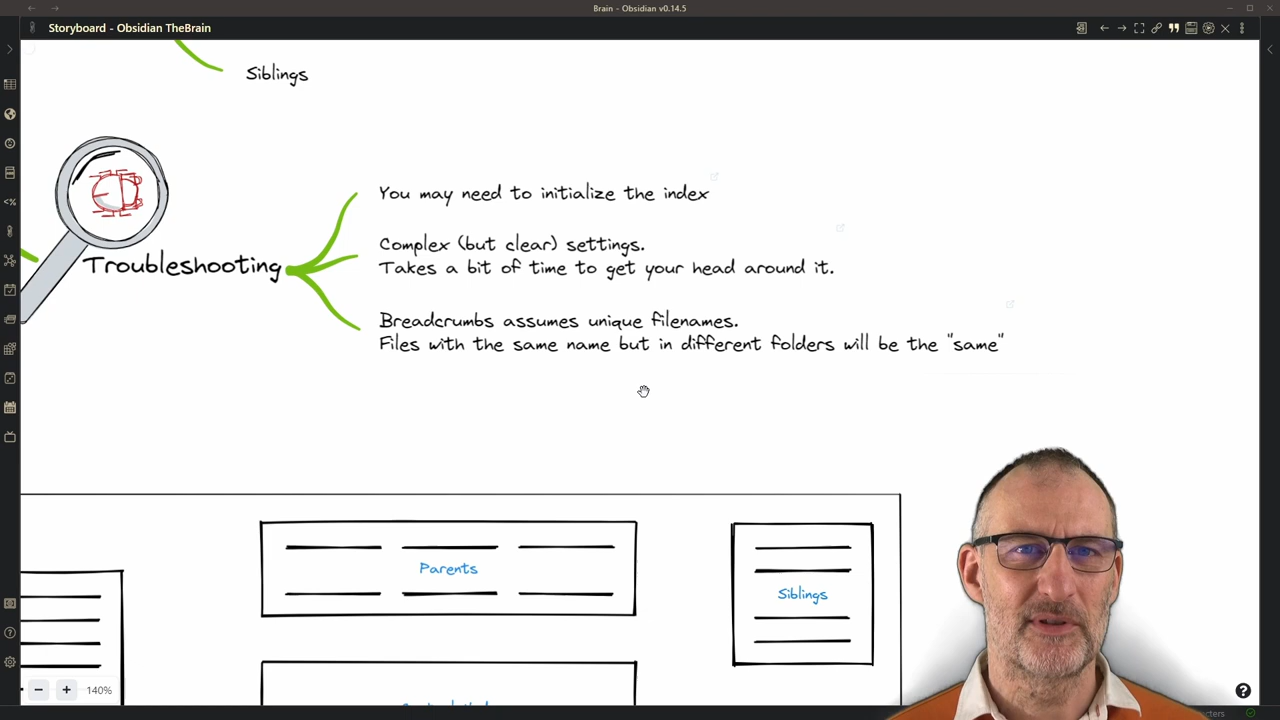 Brain - Obsidian v0.14.5
Storyboard - Obsidian TheBrain
Siblings
Troubleshooting
You may need to initialize the index
Complex (but clear) settings.
Takes a bit of time to get your head around it.
Breadcrumbs assumes unique filenames.
Files with the same name but in different folders will be the "same"
Parents
Siblings
140%